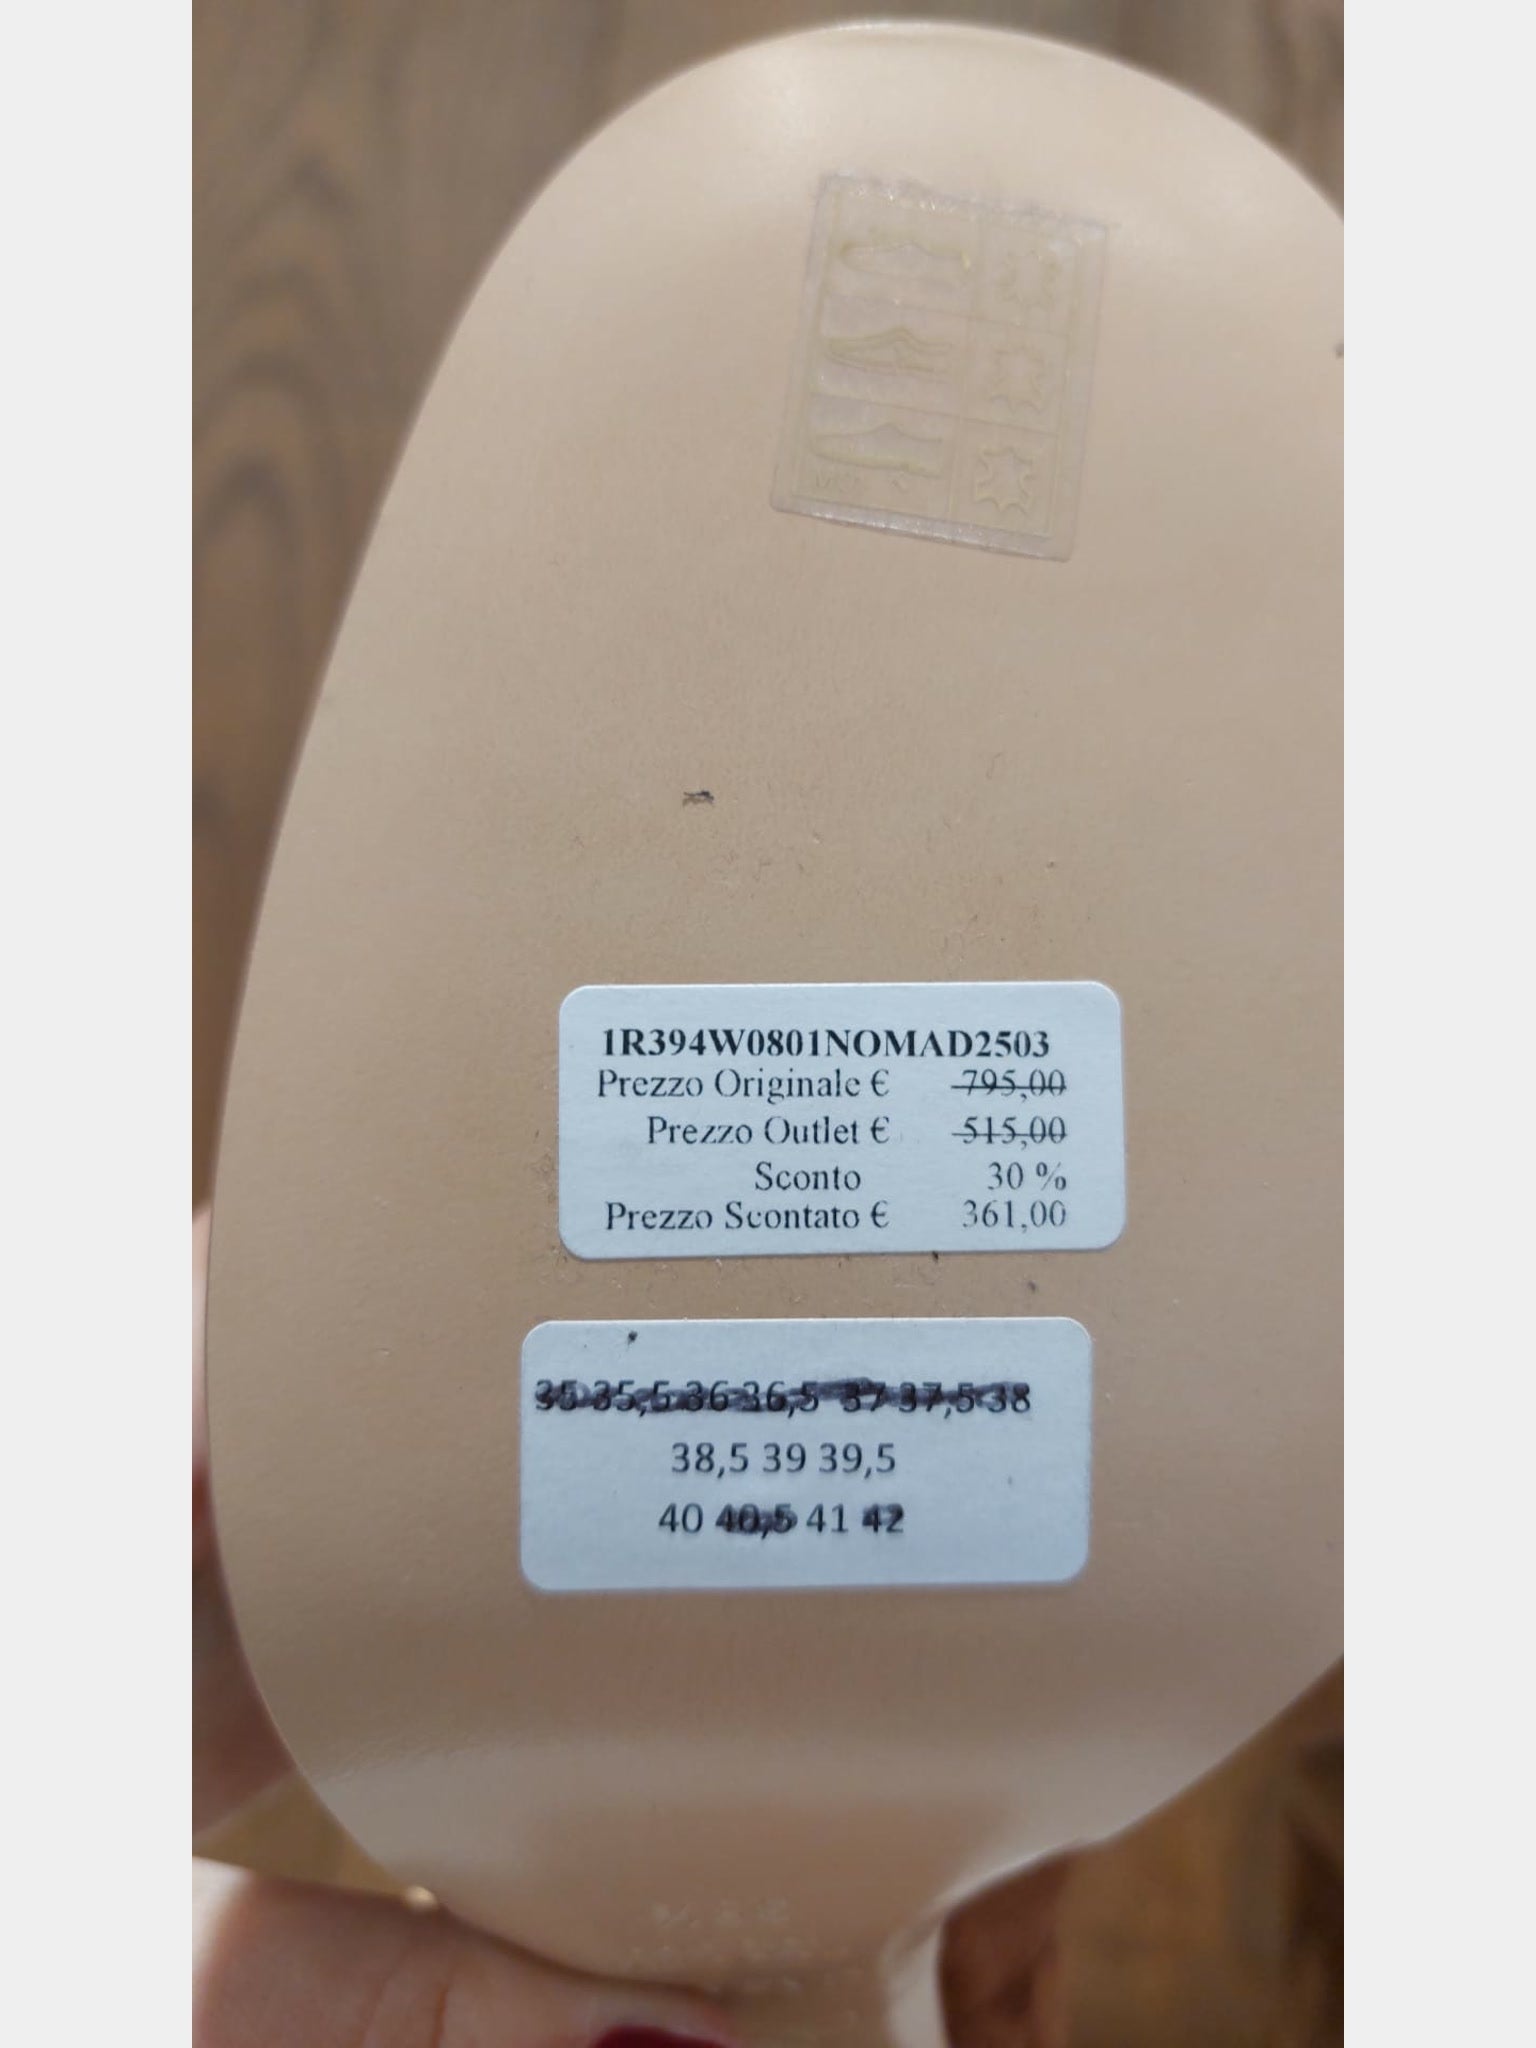 1R394W0801NOMAD2503
Prezzo Originale € 795,00
Prezzo Outlet € 515,00
Sconto 30 %
Prezzo Scontato € 361,00
35 35,5 36 36,5 37 37,5 38
38,5 39 39,5
40 40,5 41 42